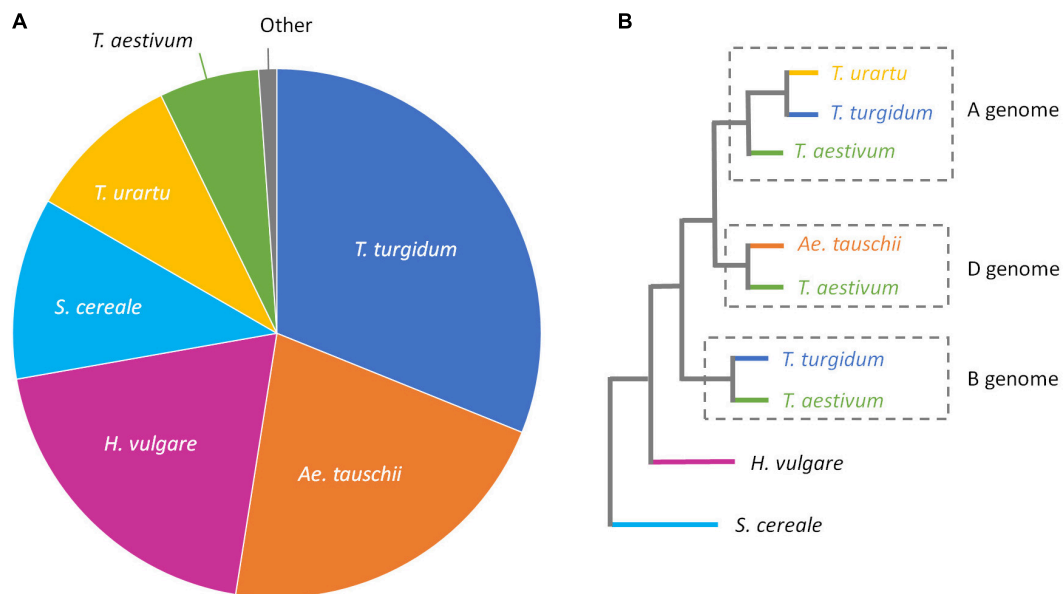 A
Other
T. aestivum
T. turgidum
T. urartu
S. cereale
H. vulgare
Ae. tauschii
B
T. urartu
T. turgidum
T. aestivum
A genome
Ae. tauschii
T. aestivum
D genome
T. turgidum
T. aestivum
B genome
H. vulgare
S. cereale